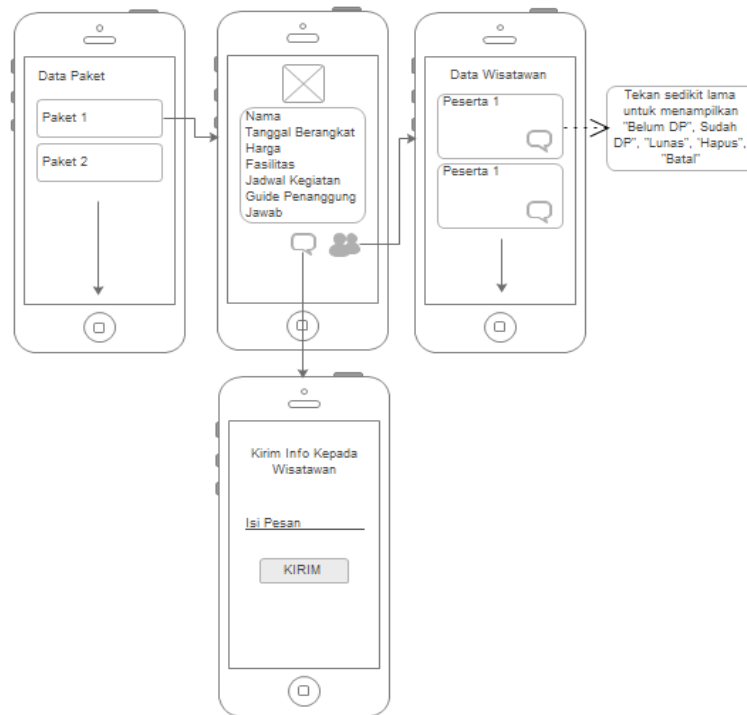 Data Paket
Paket 1
Paket 2
Nama
Tanggal Berangkat
Harga
Fasilitas
Jadwal Kegiatan
Guide Penanggung
Jawab
Data Wisatawan
Peserta 1
Peserta 1
Tekan sedikit lama
untuk menampilkan
"Belum DP", Sudah
DP", "Lunas", "Hapus",
"Batal"
Kirim Info Kepada
Wisatawan
Isi Pesan
KIRIM